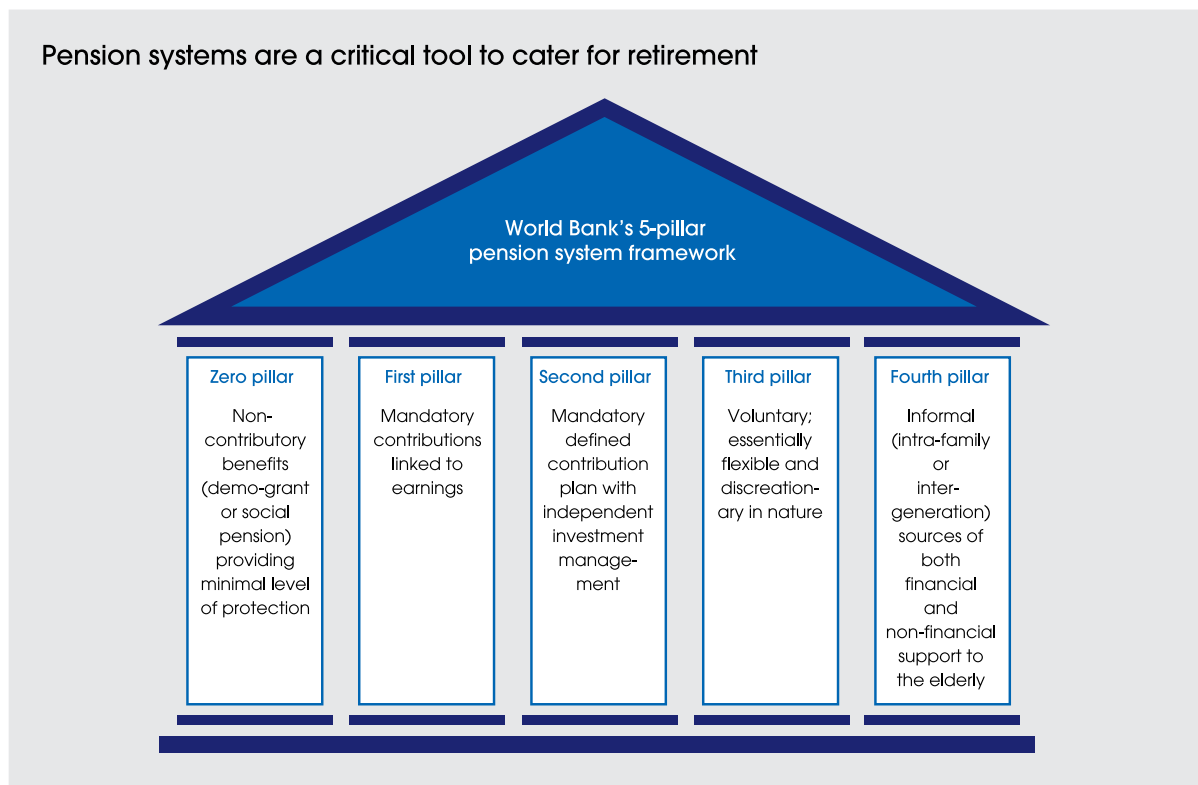 Pension systems are a critical tool to cater for retirement
World Bank’s 5-pillar
pension system framework
Zero pillar
Non-
contributory
benefits
(demo-grant
or social
pension)
providing
minimal level
of protection
First pillar
Mandatory
contributions
linked to
earnings
Second pillar
Mandatory
defined
contribution
plan with
independent
investment
manage-
ment
Third pillar
Voluntary;
essentially
flexible and
discreation-
ary in nature
Fourth pillar
Informal
(intra-family
or
inter-
generation)
sources of
both
financial
and
non-financial
support to
the elderly